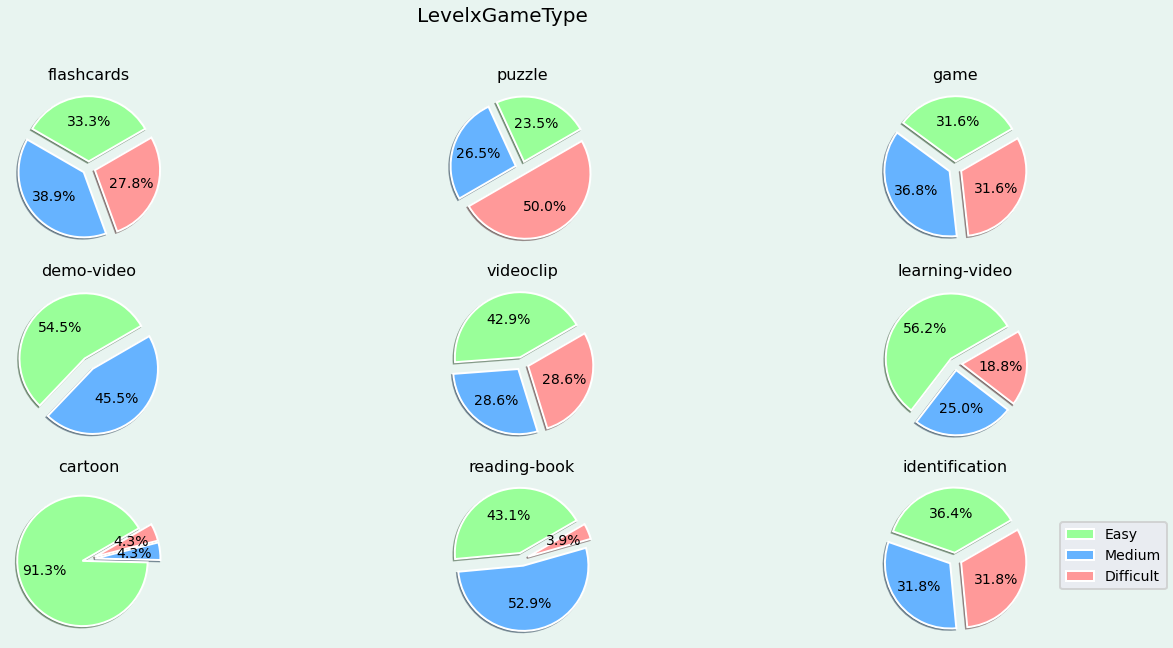 LevelxGameType
flashcards
33.3%
38.9%
27.8%
puzzle
23.5%
26.5%
50.0%
game
31.6%
36.8%
31.6%
demo-video
54.5%
45.5%
videoclip
42.9%
28.6%
28.6%
learning-video
56.2%
25.0%
18.8%
cartoon
91.3%
4.3%
4.3%
reading-book
43.1%
52.9%
3.9%
identification
36.4%
31.8%
31.8%
Easy
Medium
Difficult